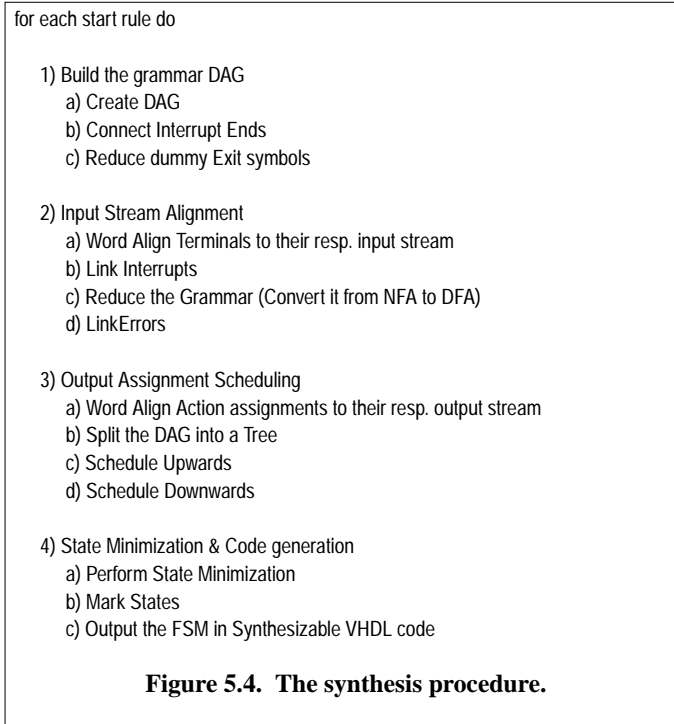 for each start rule do
1) Build the grammar DAG
a) Create DAG
b) Connect Interrupt Ends
c) Reduce dummy Exit symbols
2) Input Stream Alignment
a) Word Align Terminals to their resp. input stream
b) Link Interrupts
c) Reduce the Grammar (Convert it from NFA to DFA)
d) LinkErrors
3) Output Assignment Scheduling
a) Word Align Action assignments to their resp. output stream
b) Split the DAG into a Tree
c) Schedule Upwards
d) Schedule Downwards
4) State Minimization & Code generation
a) Perform State Minimization
b) Mark States
c) Output the FSM in Synthesizable VHDL code
Figure 5.4. The synthesis procedure.